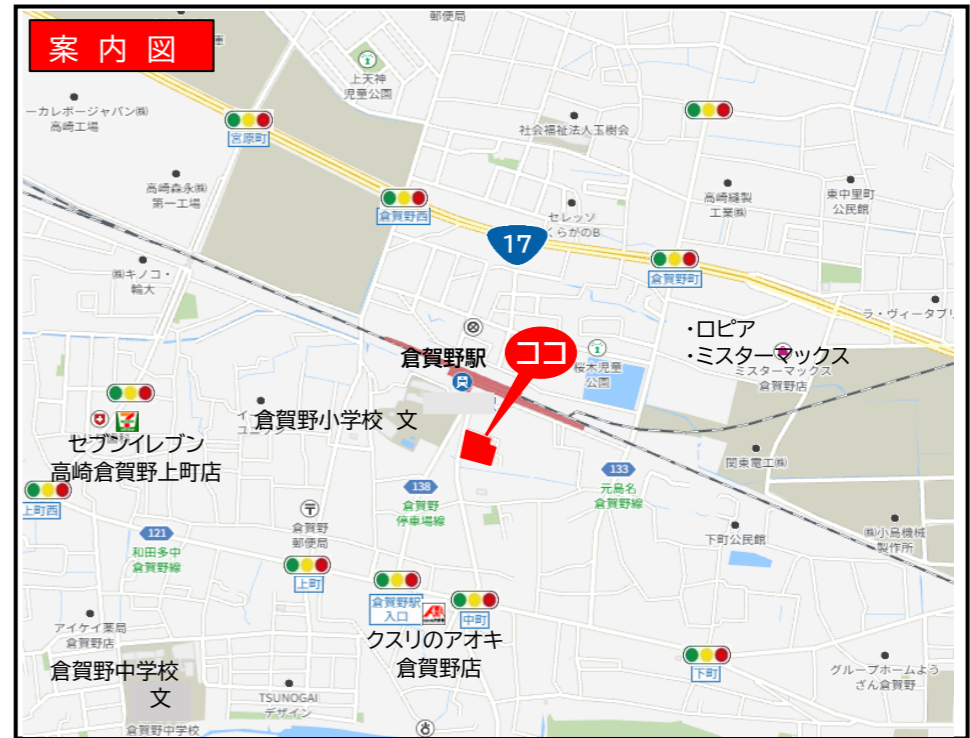 案内図
郵便局
上天神
児童公園
ーカレポージャパン㈱
高崎工場
宮原町
社会福祉法人玉樹会
高崎森永㈱
第一工場
倉賀野西
セレッソ
くらがのB
高崎縫製
工業㈱
東中里町
公民館
17
倉賀野町
㈱キノコ・
輪大
ラ・ヴィータブリ
・ロピア
・ミスターマックス
ミスターマックス
倉賀野店
倉賀野駅
ココ
桜木児童
公園
倉賀野小学校 文
セブンイレブン
高崎倉賀野上町店
関東電工㈱
上町西
138
倉賀野
停車場線
133
元島名
倉賀野線
121
和田多中
倉賀野線
倉賀野
郵便局
下町公民館
㈱小島機械
製作所
上町
倉賀野駅
入口
中町
クスリのアオキ
倉賀野店
アイケイ薬局
倉賀野店
倉賀野中学校
文
倉賀野中学校
TSUNOGAI
デザイン
下町
グループホームよう
ざん倉賀野